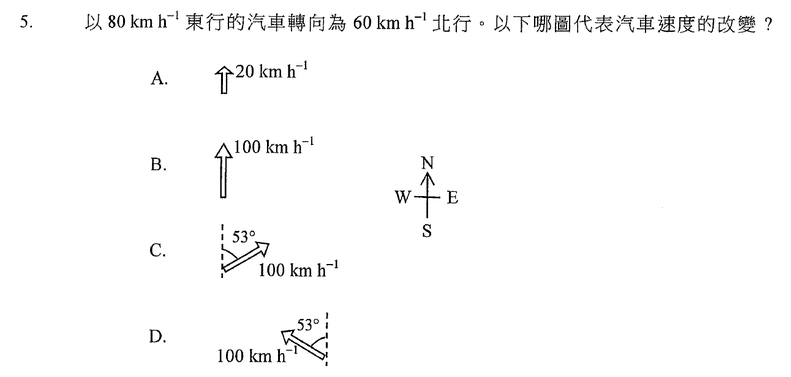 5. 以 80 km h⁻¹ 東行的汽車轉向為 60 km h⁻¹ 北行。以下哪圖代表汽車速度的改變？
A. 20 km h⁻¹
B. 100 km h⁻¹
N
W E
S
C. 53°
100 km h⁻¹
D. 53°
100 km h⁻¹